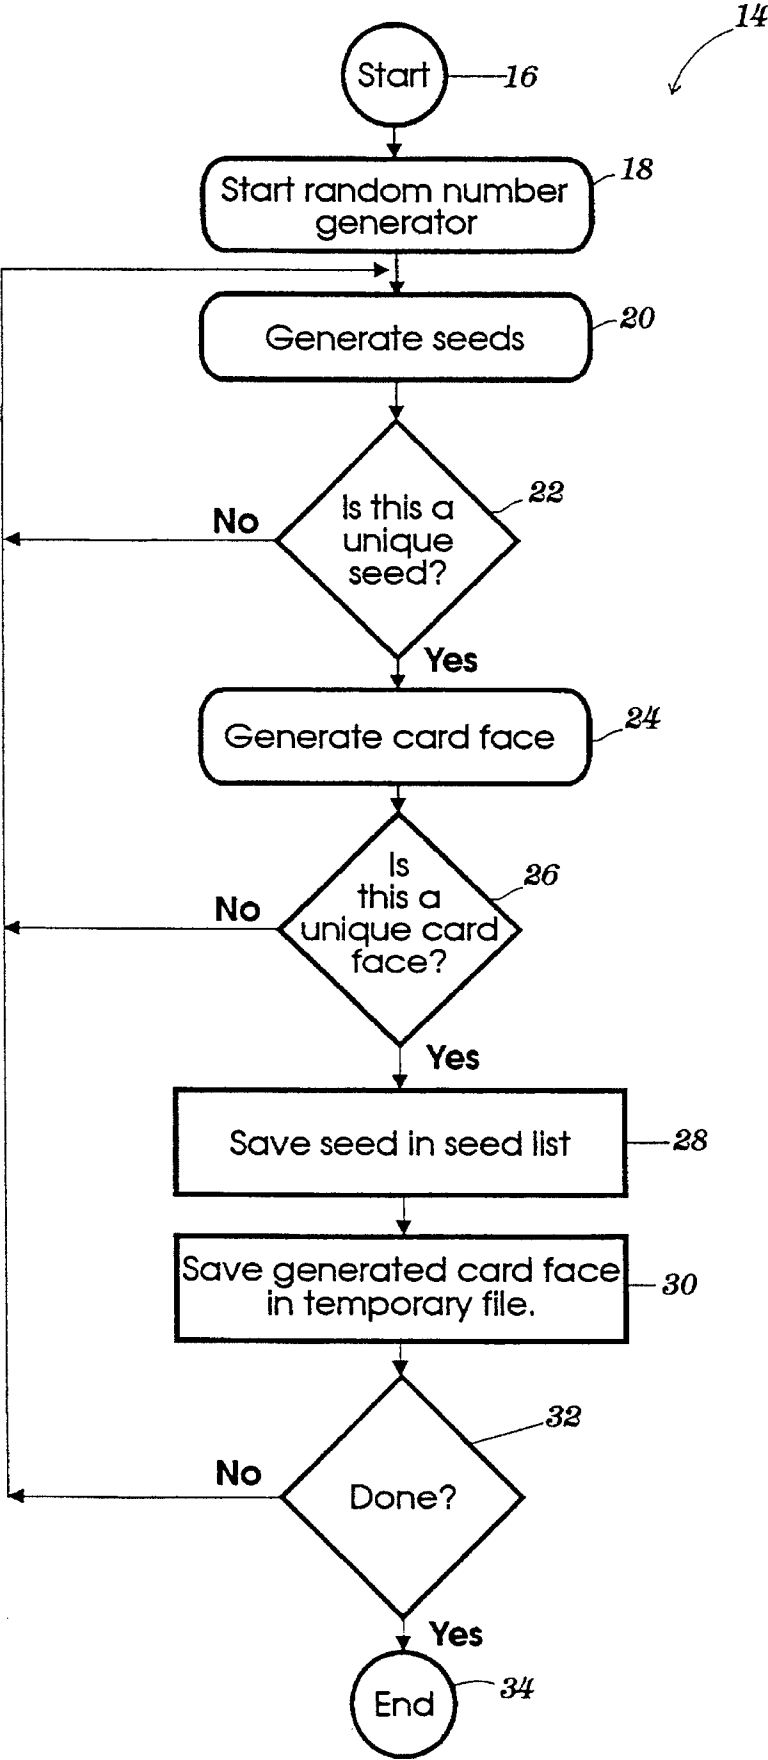 14
Start
16
18
Start random number
generator
20
Generate seeds
22
Is this a
unique
seed?
No
Yes
24
Generate card face
26
Is
this a
unique card
face?
No
Yes
Save seed in seed list
28
Save generated card face
in temporary file.
30
32
No
Done?
Yes
End
34